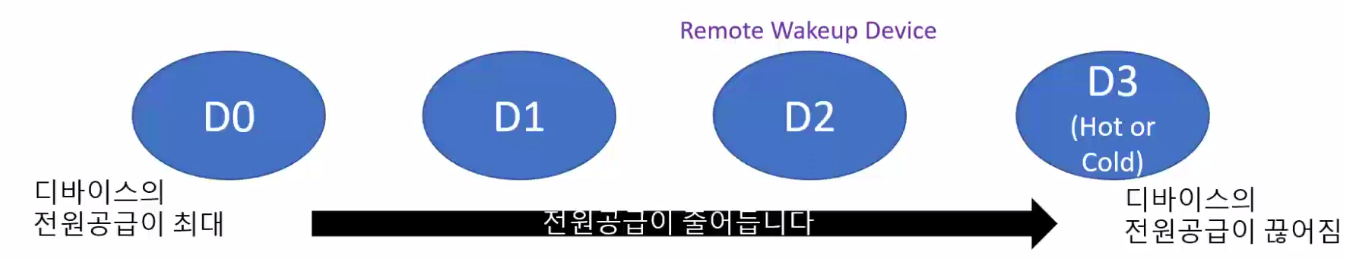 Remote Wakeup Device
D0
D1
D2
D3
(Hot or
Cold)
디바이스의
전원공급이 최대
전원공급이 줄어듭니다
디바이스의
전원공급이 끊어짐